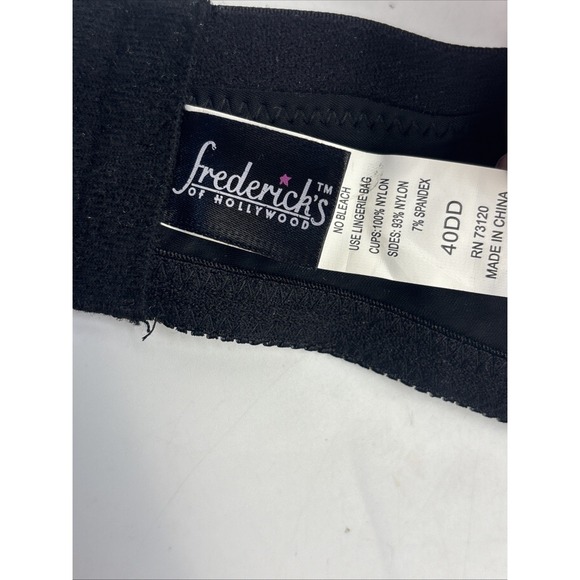 frederick's™
OF HOLLYWOOD
NO BLEACH
USE LINGERIE BAG
CUPS:100% NYLON
SIDES: 93% NYLON
7% SPANDEX
40DD
RN 73120
MADE IN CHINA